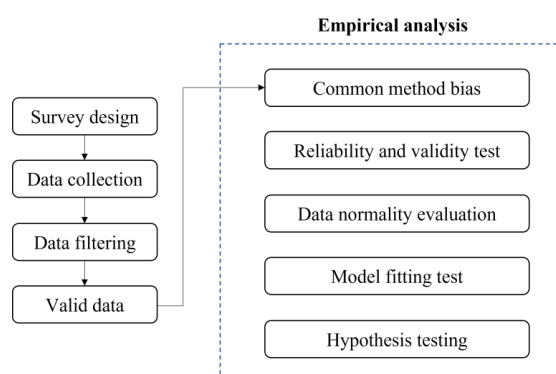 Empirical analysis
Survey design
Data collection
Data filtering
Valid data
Common method bias
Reliability and validity test
Data normality evaluation
Model fitting test
Hypothesis testing